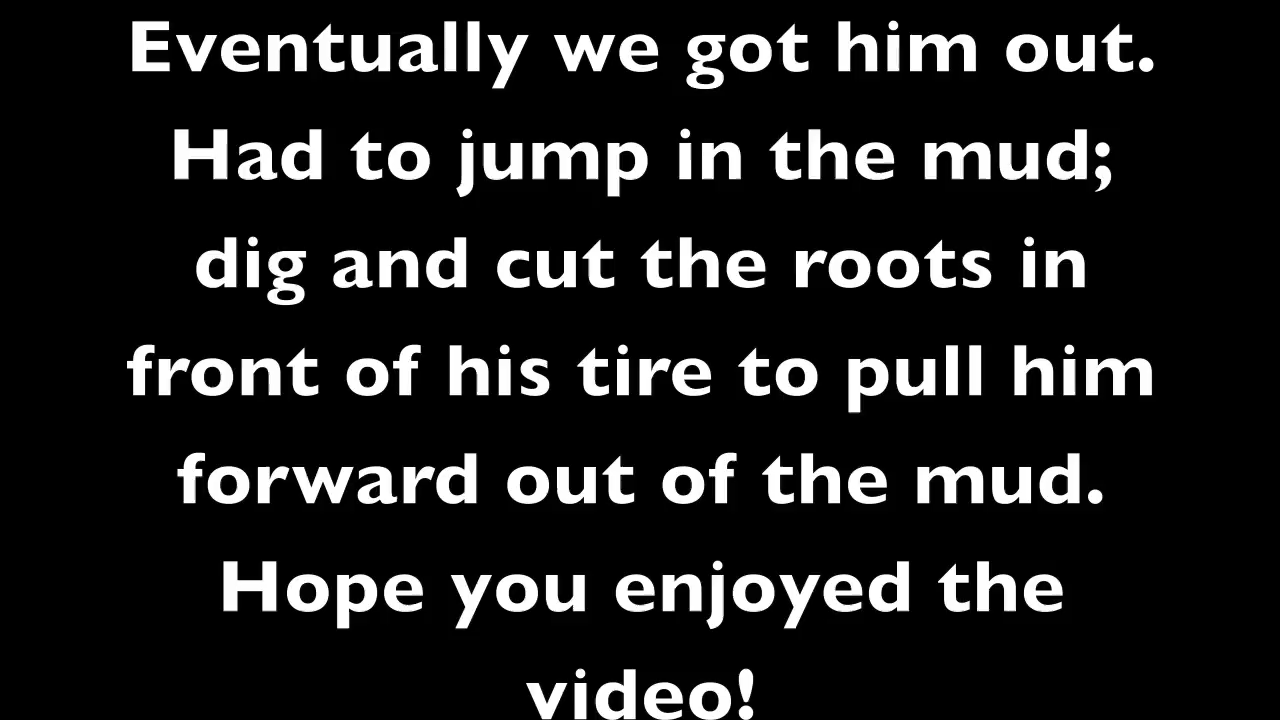 Eventually we got him out.
Had to jump in the mud;
dig and cut the roots in
front of his tire to pull him
forward out of the mud.
Hope you enjoyed the
video!